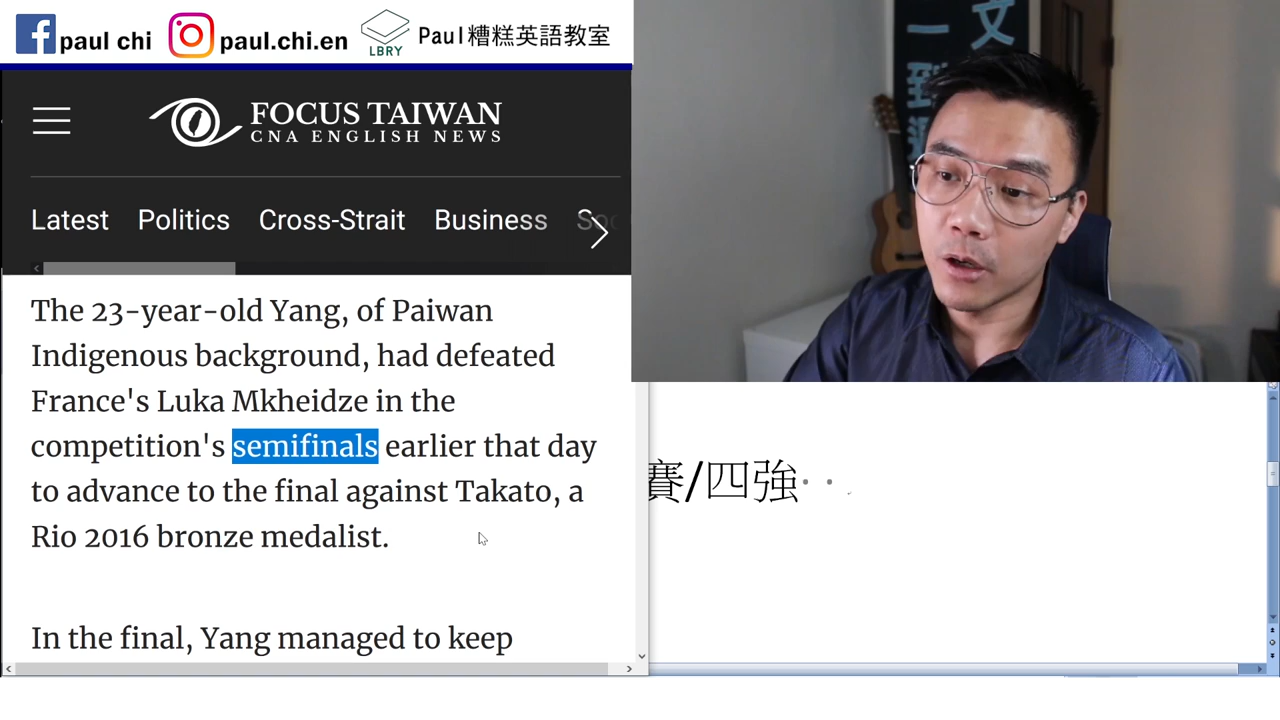 paul chi paul.chi.en LBRY Paul糟糕英語教室
FOCUS TAIWAN
CNA ENGLISH NEWS
Latest Politics Cross-Strait Business
The 23-year-old Yang, of Paiwan
Indigenous background, had defeated
France's Luka Mkheidze in the
competition's semifinals earlier that day
to advance to the final against Takato, a
Rio 2016 bronze medalist.
In the final, Yang managed to keep
文
一
到
賽/四強